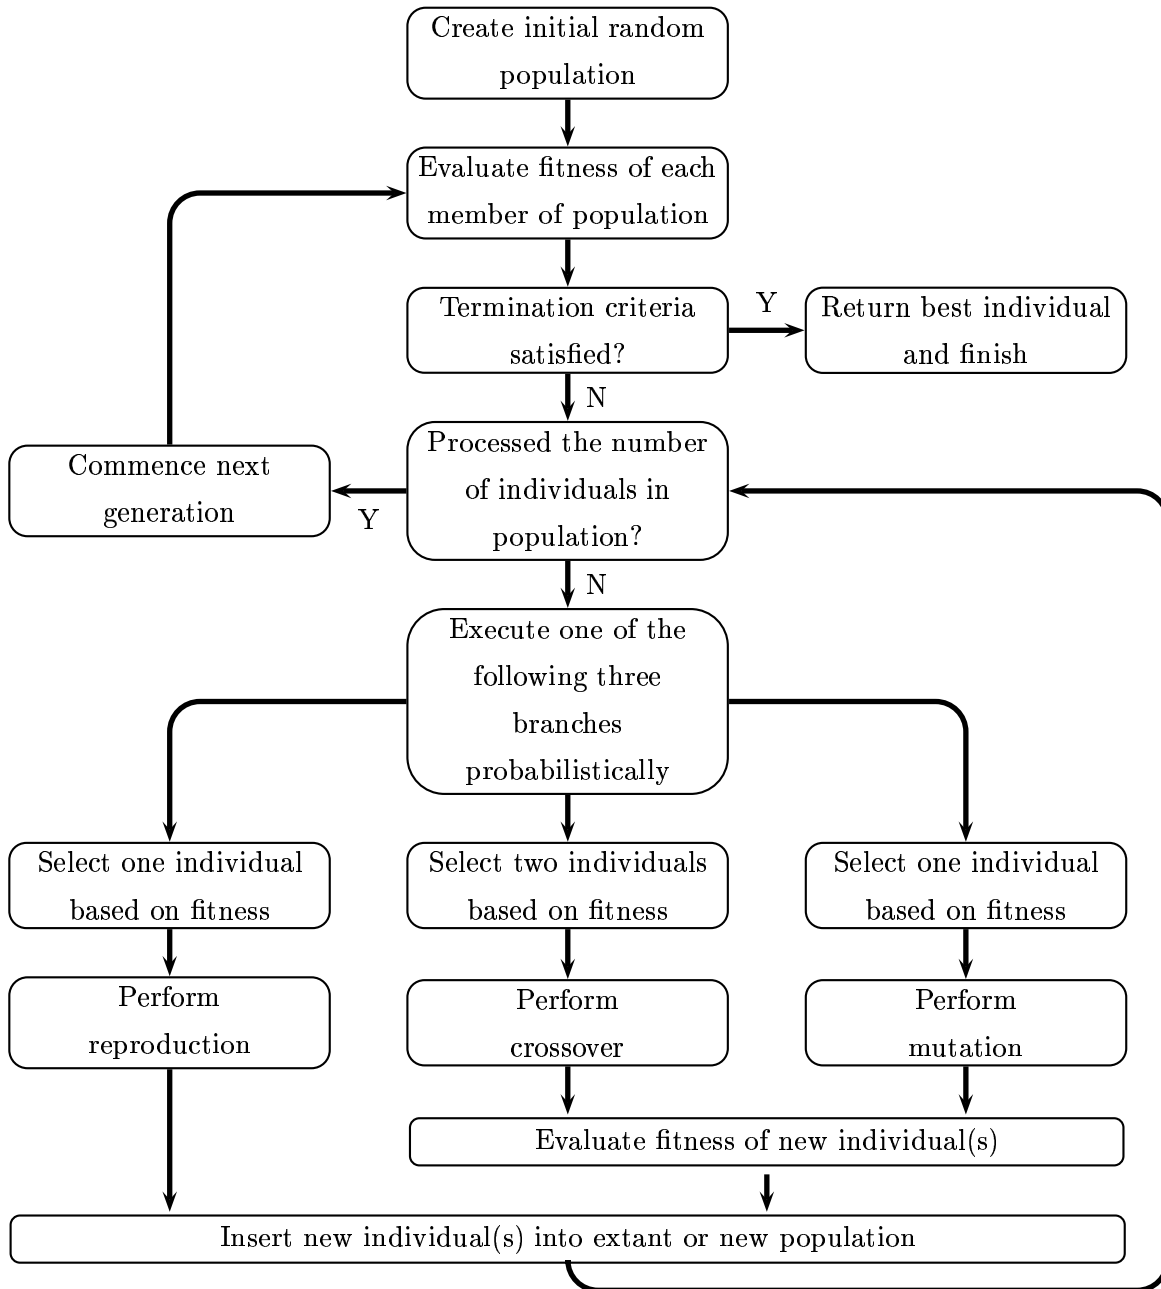 Create initial random
population
Evaluate fitness of each
member of population
Termination criteria
satisfied?
Y
Return best individual
and finish
N
Processed the number
of individuals in
population?
Commence next
generation
Y
N
Execute one of the
following three
branches
probabilistically
Select one individual
based on fitness
Select two individuals
based on fitness
Select one individual
based on fitness
Perform
reproduction
Perform
crossover
Perform
mutation
Evaluate fitness of new individual(s)
Insert new individual(s) into extant or new population